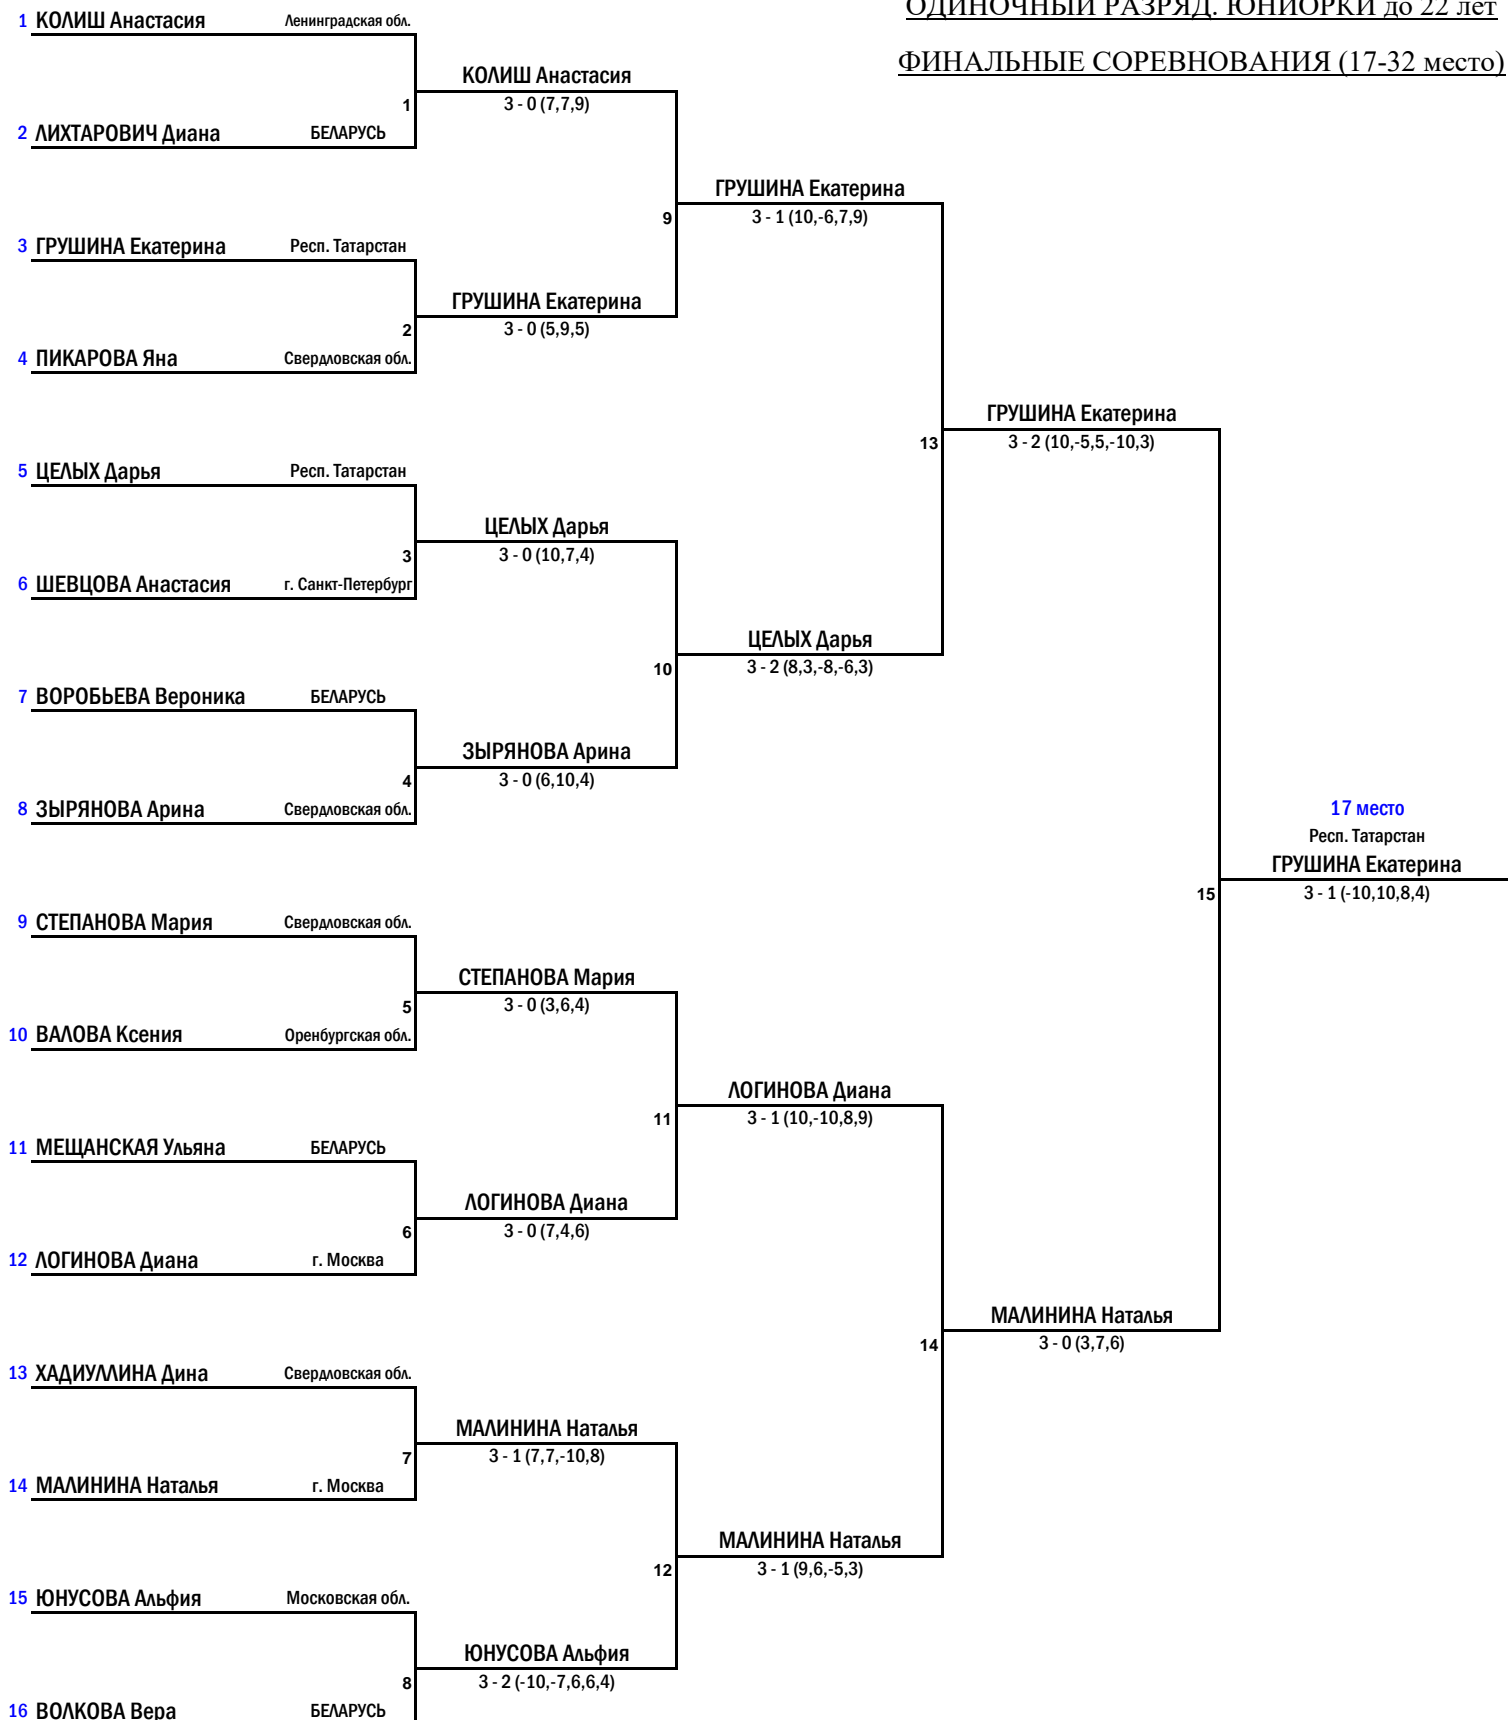 ОДИНОЧНЫЙ РАЗРЯД. ЮНИОРКИ до 22 лет
ФИНАЛЬНЫЕ СОРЕВНОВАНИЯ (17-32 место)
1 КОЛИШ Анастасия Ленинградская обл.
КОЛИШ Анастасия
1 3 - 0 (7,7,9)
2 ЛИХТАРОВИЧ Диана БЕЛАРУСЬ
ГРУШИНА Екатерина
9 3 - 1 (10,-6,7,9)
3 ГРУШИНА Екатерина Респ. Татарстан
ГРУШИНА Екатерина
2 3 - 0 (5,9,5)
4 ПИКАРОВА Яна Свердловская обл.
ГРУШИНА Екатерина
13 3 - 2 (10,-5,5,-10,3)
5 ЦЕЛЫХ Дарья Респ. Татарстан
ЦЕЛЫХ Дарья
3 3 - 0 (10,7,4)
6 ШЕВЦОВА Анастасия г. Санкт-Петербург
ЦЕЛЫХ Дарья
10 3 - 2 (8,3,-8,-6,3)
7 ВОРОБЬЕВА Вероника БЕЛАРУСЬ
ЗЫРЯНОВА Арина
4 3 - 0 (6,10,4)
8 ЗЫРЯНОВА Арина Свердловская обл.
17 место
Респ. Татарстан
ГРУШИНА Екатерина
15 3 - 1 (-10,10,8,4)
9 СТЕПАНОВА Мария Свердловская обл.
СТЕПАНОВА Мария
5 3 - 0 (3,6,4)
10 ВАЛОВА Ксения Оренбургская обл.
ЛОГИНОВА Диана
11 3 - 1 (10,-10,8,9)
11 МЕЩАНСКАЯ Ульяна БЕЛАРУСЬ
ЛОГИНОВА Диана
6 3 - 0 (7,4,6)
12 ЛОГИНОВА Диана г. Москва
МАЛИНИНА Наталья
14 3 - 0 (3,7,6)
13 ХАДИУЛЛИНА Дина Свердловская обл.
МАЛИНИНА Наталья
7 3 - 1 (7,7,-10,8)
14 МАЛИНИНА Наталья г. Москва
МАЛИНИНА Наталья
12 3 - 1 (9,6,-5,3)
15 ЮНУСОВА Альфия Московская обл.
ЮНУСОВА Альфия
8 3 - 2 (-10,-7,6,6,4)
16 ВОЛКОВА Вера БЕЛАРУСЬ